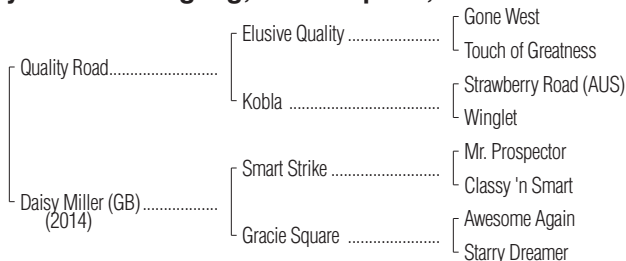 Gone West
Elusive Quality ....................
Touch of Greatness
Quality Road........................
Strawberry Road (AUS)
Kobla .................................
Winglet
Mr. Prospector
Smart Strike ........................
Classy 'n Smart
Daisy Miller (GB) .................
(2014)
Awesome Again
Gracie Square ....................
Starry Dreamer